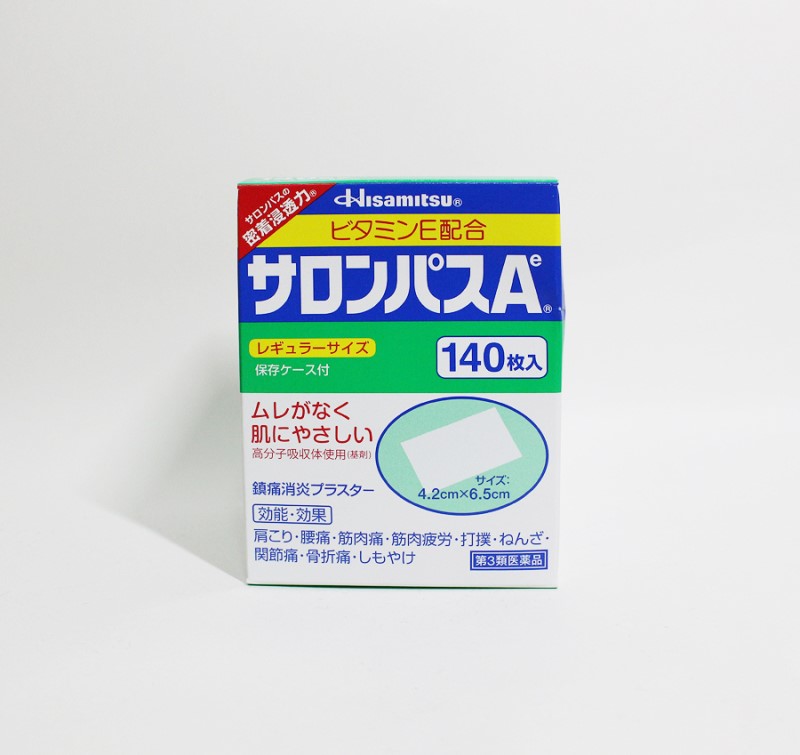 サロンパスの
密着浸透力®
Hisamitsu®
ビタミンE配合
サロンパスAe®
レギュラーサイズ
保存ケース付
140枚入
ムレがなく
肌にやさしい
高分子吸収体使用(基剤)
サイズ:
4.2cm×6.5cm
鎮痛消炎プラスター
効能・効果
肩こり・腰痛・筋肉痛・筋肉疲労・打撲・ねんざ・
関節痛・骨折痛・しもやけ
第3類医薬品